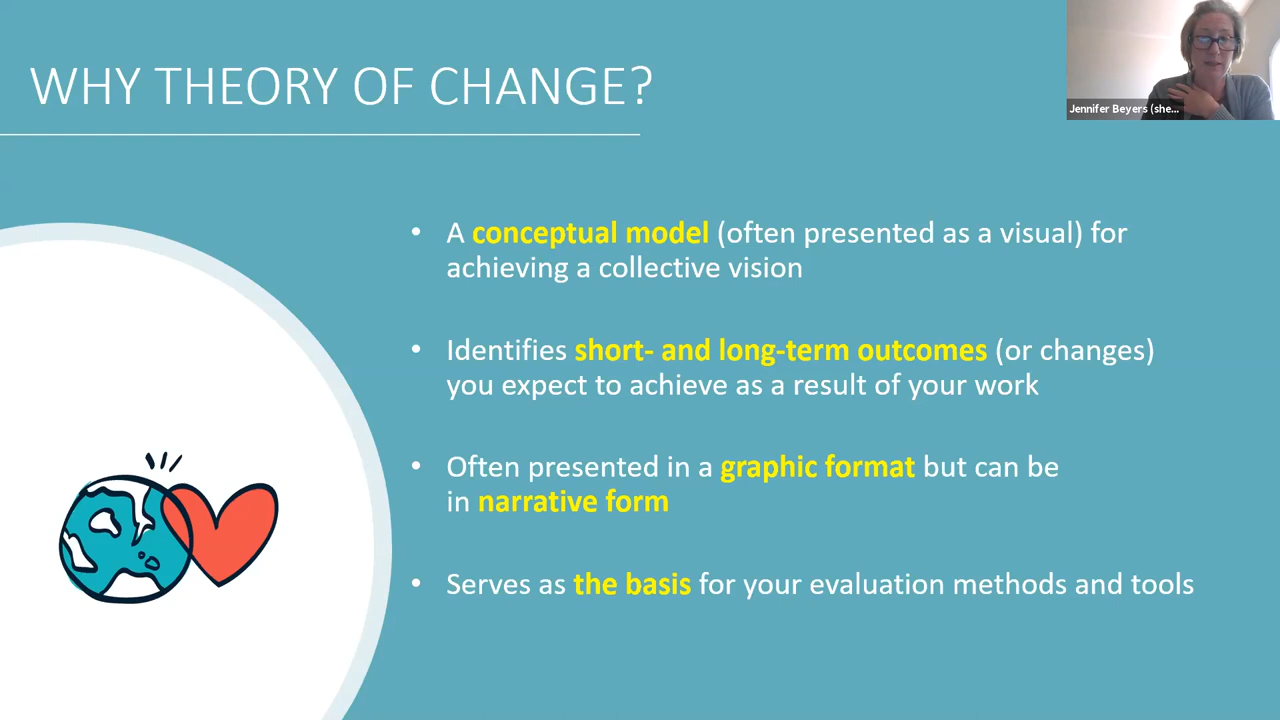 WHY THEORY OF CHANGE?
Jennifer Beyers (she...
• A conceptual model (often presented as a visual) for
achieving a collective vision
• Identifies short- and long-term outcomes (or changes)
you expect to achieve as a result of your work
• Often presented in a graphic format but can be
in narrative form
• Serves as the basis for your evaluation methods and tools